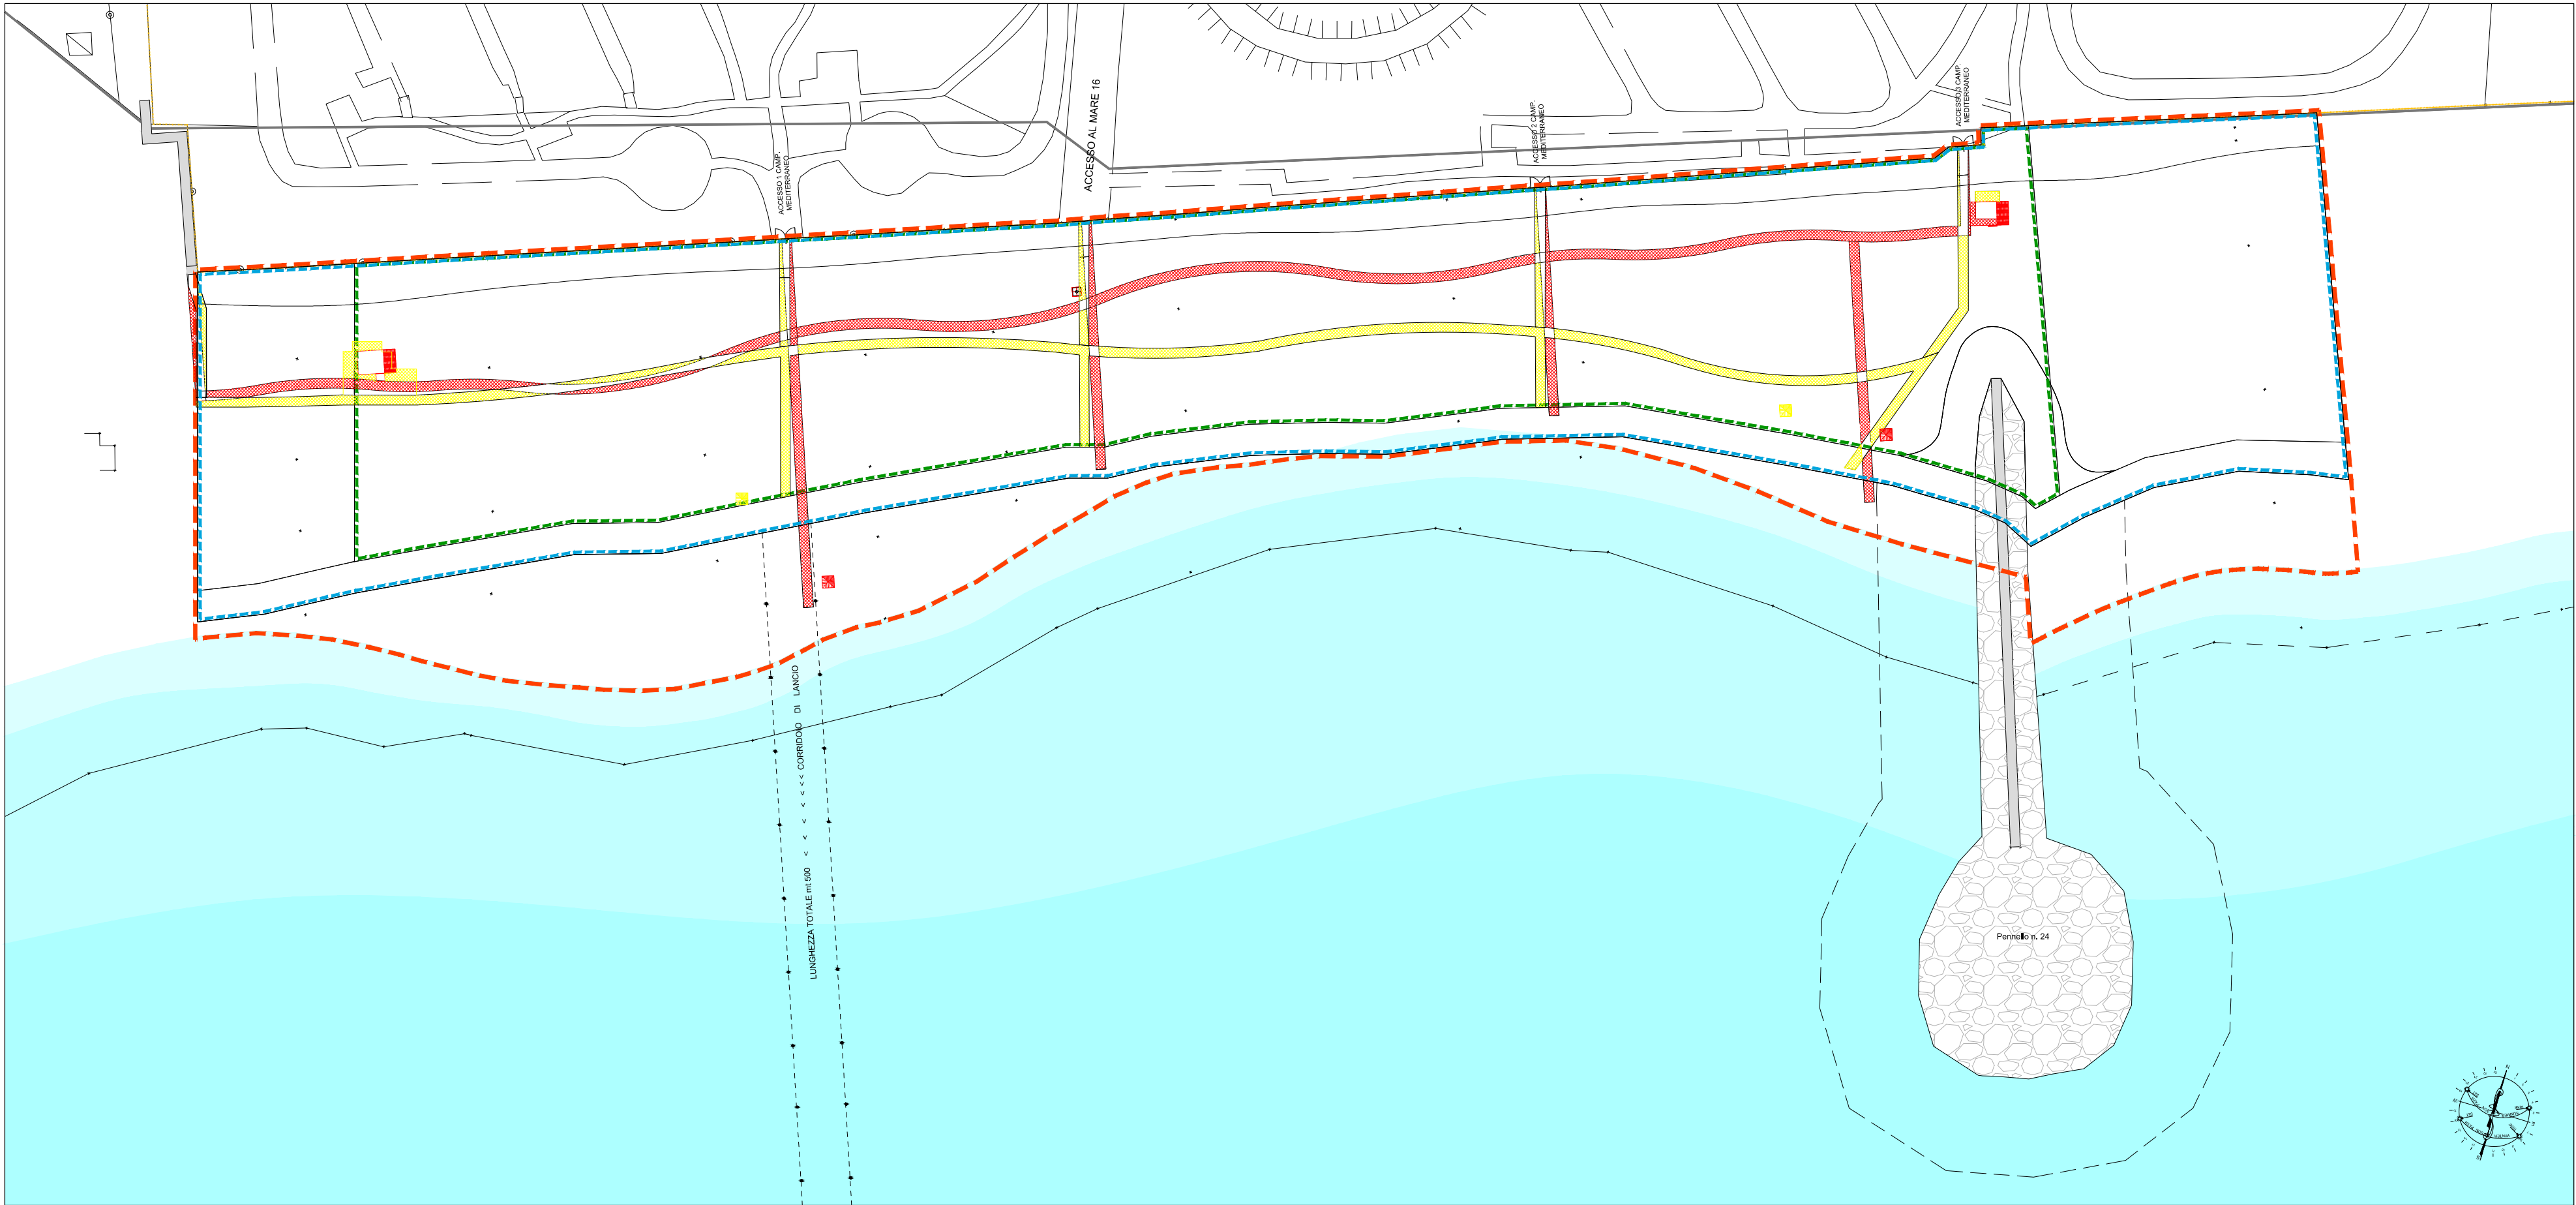 ACCESSO 1 CAMP.
MEDITERRANEO
ACCESSO AL MARE 16
ACCESSO 2 CAMP.
MEDITERRANEO
ACCESSO 3 CAMP.
MEDITERRANEO
LUNGHEZZA TOTALE mt 500 < < < < < < < CORRIDOIO DI LANCIO
Pennello n. 24
N
E
S